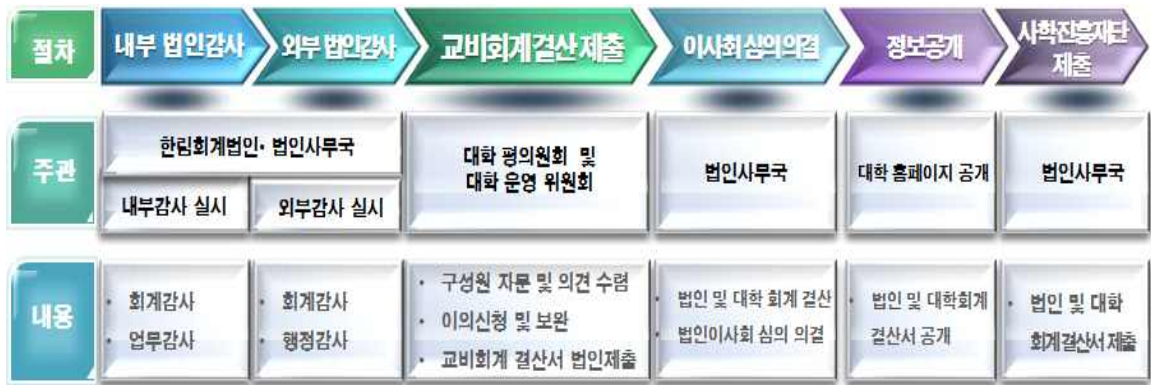 절차
내부 법인감사
외부 법인감사
교비회계 결산 제출
이사회 심의 의결
정보공개
사학진흥재단
제출
주관
한림회계법인· 법인사무국
내부감사 실시
외부감사 실시
대학 평의원회 및
대학 운영 위원회
법인사무국
대학 홈페이지 공개
법인사무국
내용
· 회계감사
· 업무감사
· 회계감사
· 행정감사
· 구성원 자문 및 의견 수렴
· 이의신청 및 보완
· 교비회계 결산서 법인제출
· 법인 및 대학 회계 결산
· 법인이사회 심의 의결
· 법인 및 대학회계
결산서 공개
· 법인 및 대학
회계결산서 제출